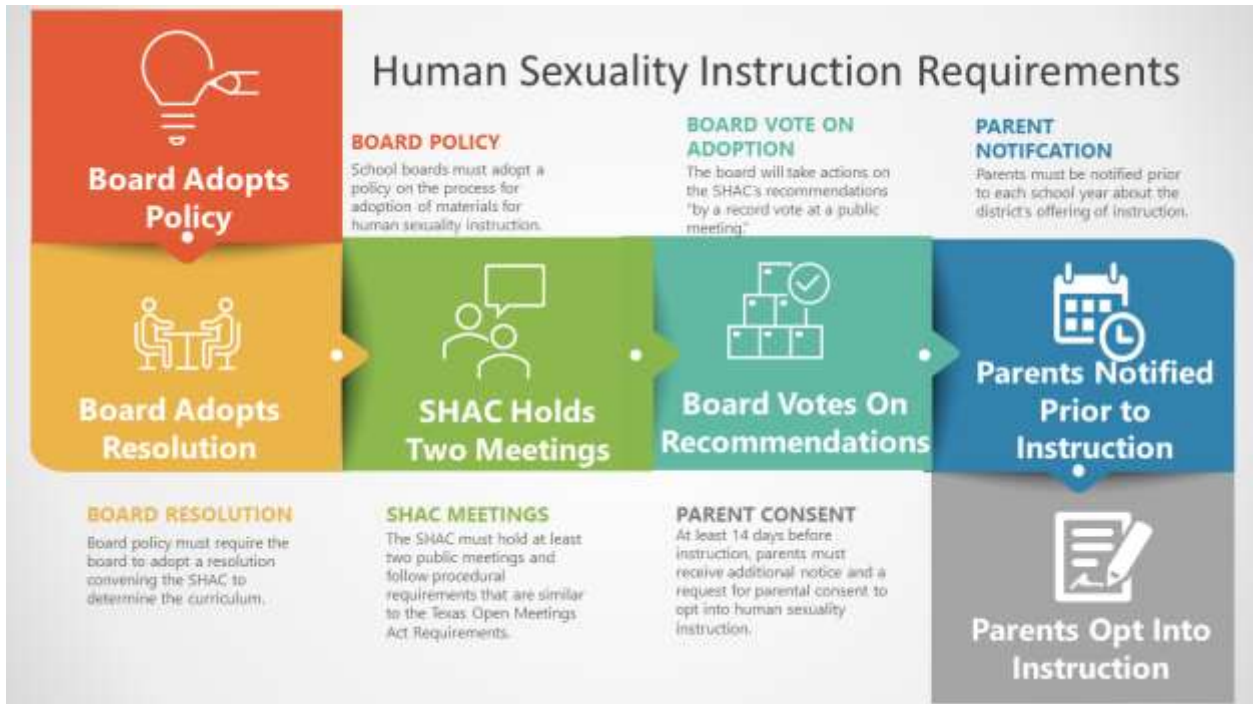 Human Sexuality Instruction Requirements
Board Adopts
Policy
BOARD POLICY
School boards must adopt a
policy on the process for
adoption of materials for
human sexuality instruction.
BOARD VOTE ON
ADOPTION
The board will take actions on
the SHAC's recommendations
"by a record vote at a public
meeting."
PARENT
NOTIFCATION
Parents must be notified prior
to each school year about the
district's offering of instruction.
Board Adopts
Resolution
SHAC Holds
Two Meetings
Board Votes On
Recommendations
Parents Notified
Prior to
Instruction
BOARD RESOLUTION
Board policy must require the
board to adopt a resolution
convening the SHAC to
determine the curriculum.
SHAC MEETINGS
The SHAC must hold at least
two public meetings and
follow procedural
requirements that are similar
to the Texas Open Meetings
Act Requirements.
PARENT CONSENT
At least 14 days before
instruction, parents must
receive additional notice and a
request for parental consent to
opt into human sexuality
instruction.
Parents Opt Into
Instruction